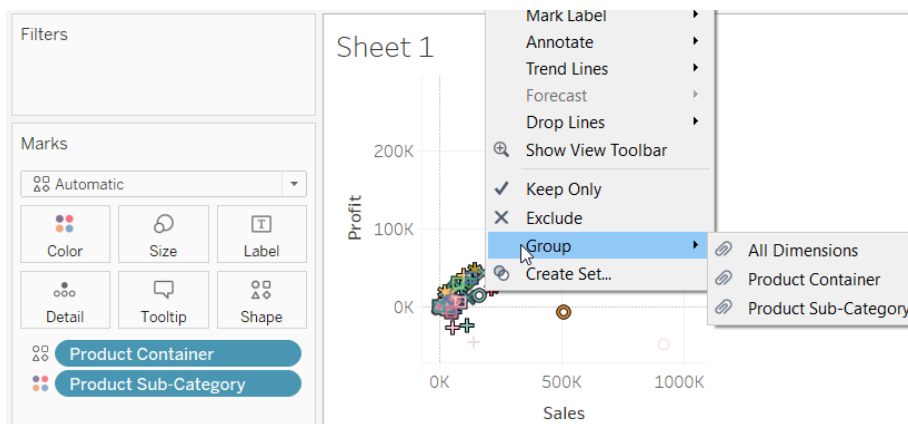 Filters
Marks
Automatic
Color
Size
T
Label
Detail
Tooltip
Shape
Product Container
Product Sub-Category
Sheet 1
Profit
200K
100K
0K
0K
500K
1000K
Sales
Mark Label
Annotate
Trend Lines
Forecast
Drop Lines
Show View Toolbar
Keep Only
Exclude
Group
Create Set...
All Dimensions
Product Container
Product Sub-Category